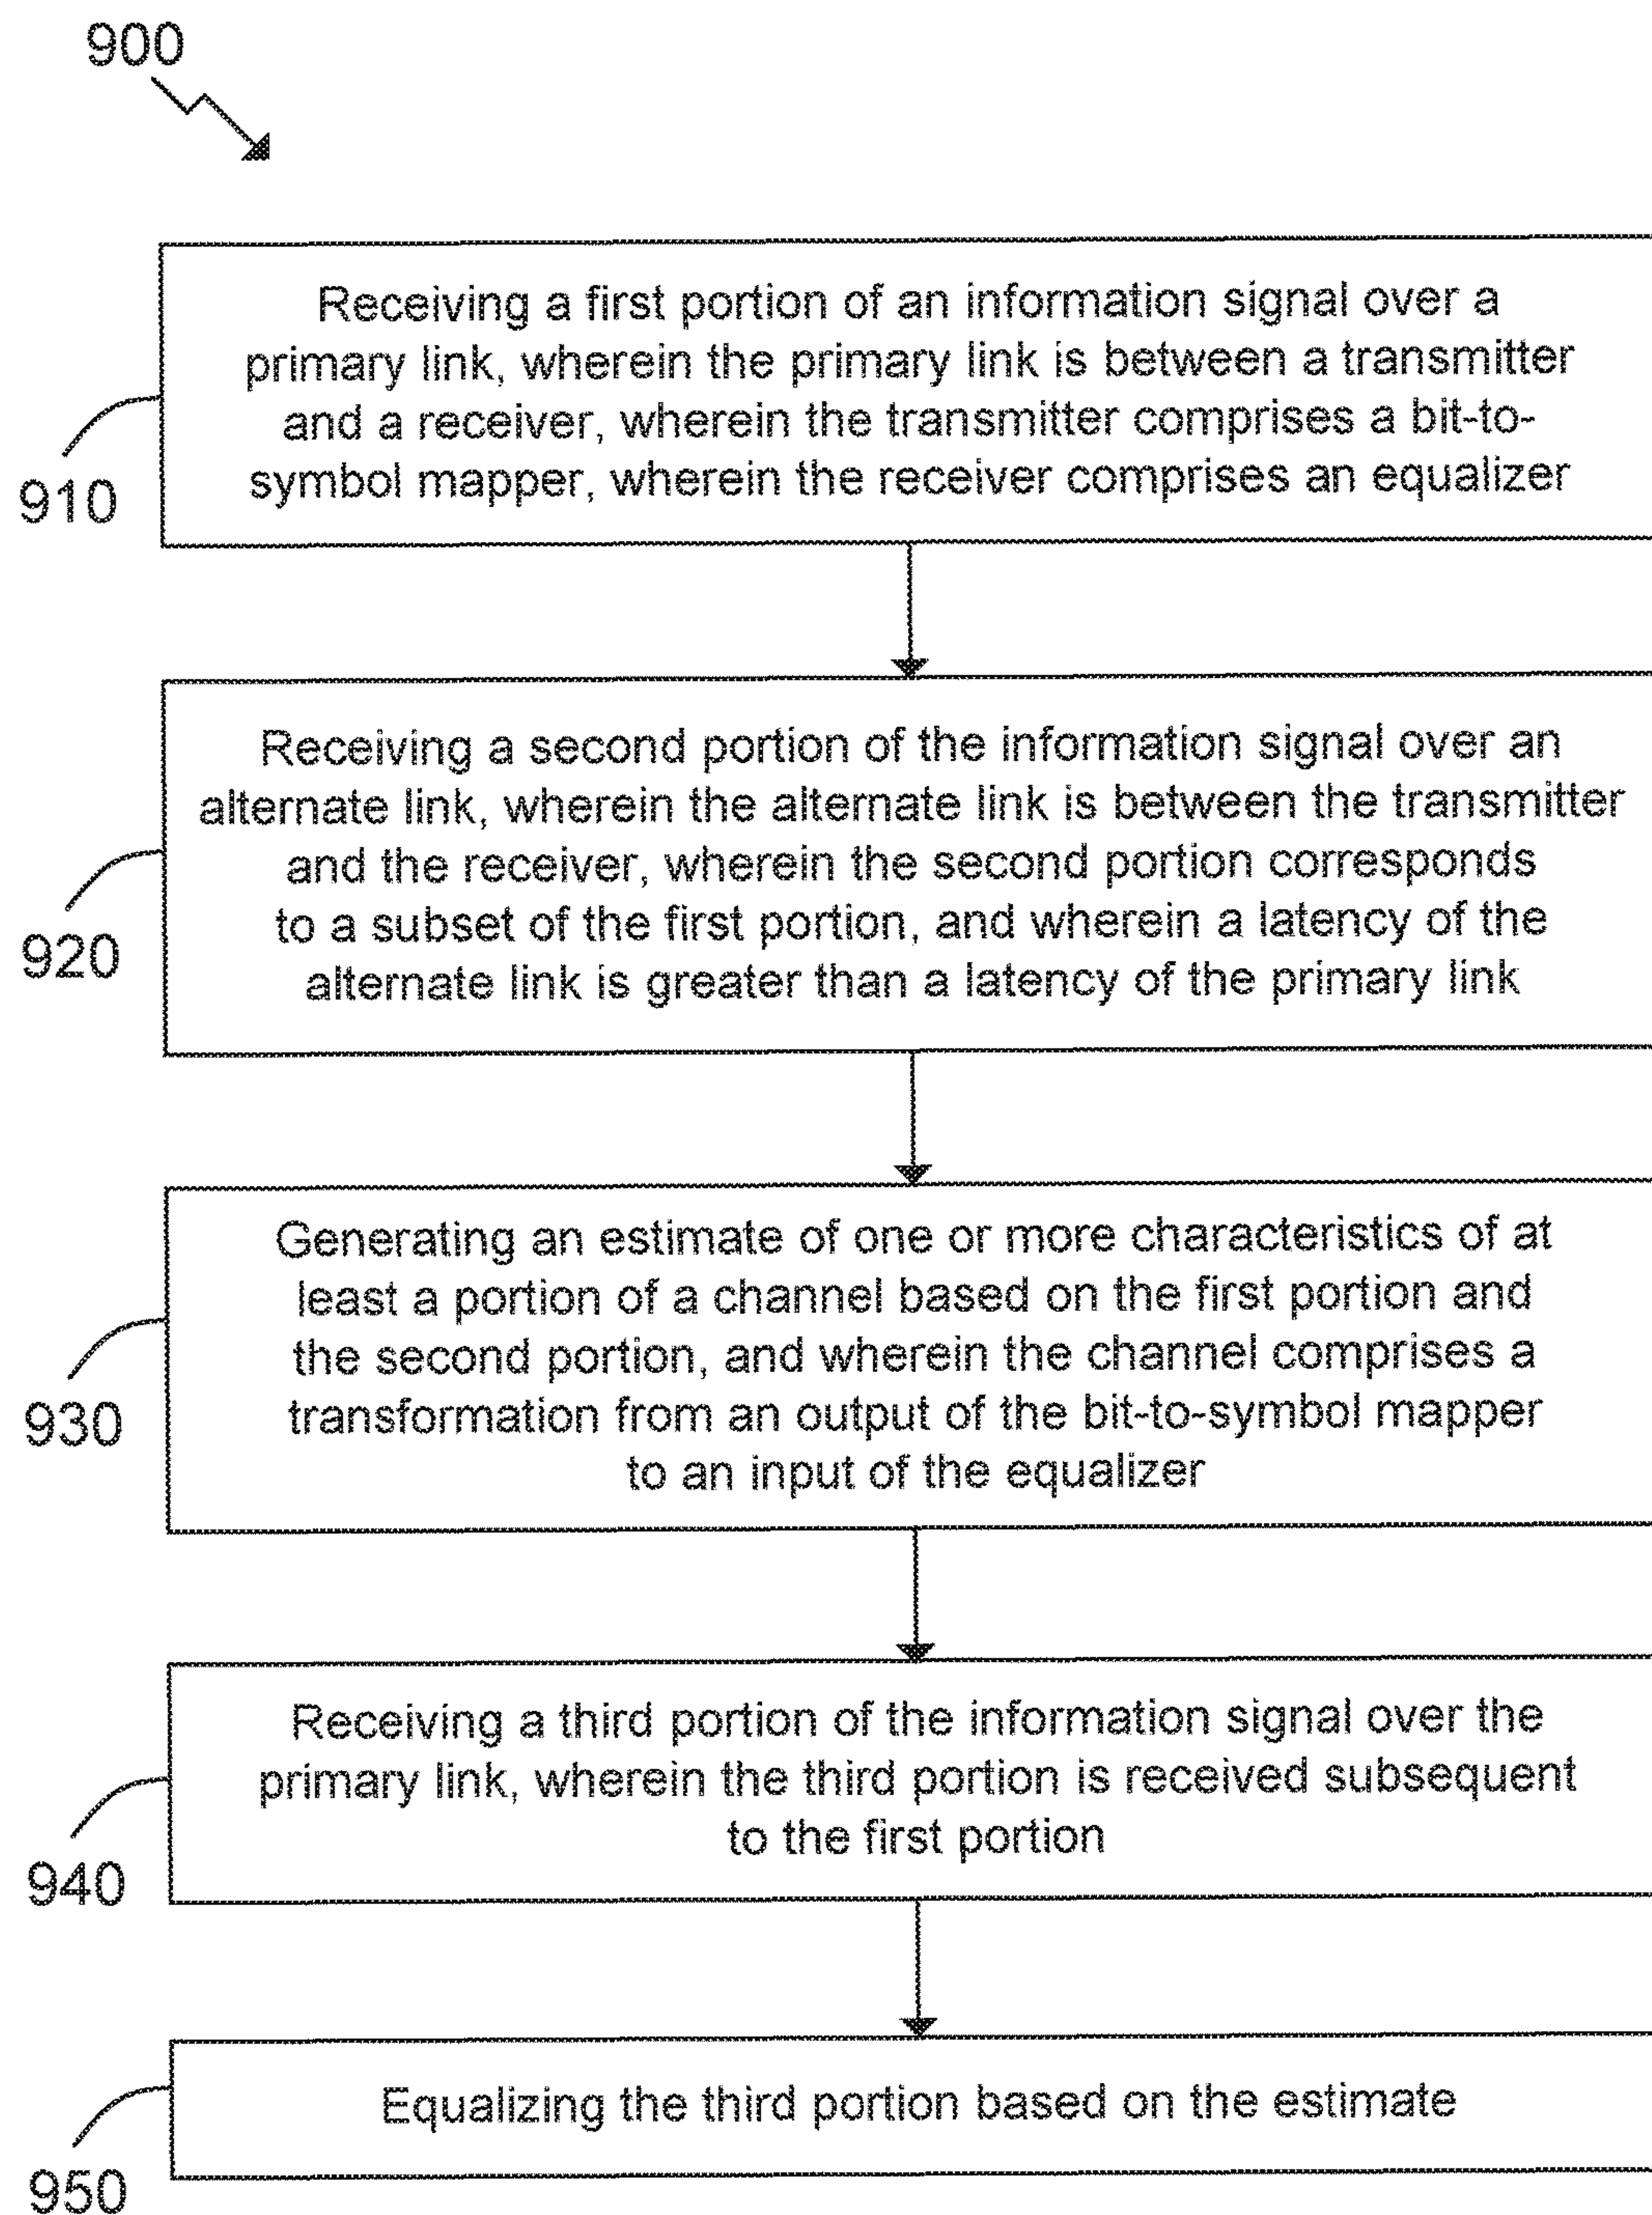 900
Receiving a first portion of an information signal over a
primary link, wherein the primary link is between a transmitter
and a receiver, wherein the transmitter comprises a bit-to-
symbol mapper, wherein the receiver comprises an equalizer
910
Receiving a second portion of the information signal over an
alternate link, wherein the alternate link is between the transmitter
and the receiver, wherein the second portion corresponds
to a subset of the first portion, and wherein a latency of the
alternate link is greater than a latency of the primary link
920
Generating an estimate of one or more characteristics of at
least a portion of a channel based on the first portion and
the second portion, and wherein the channel comprises a
transformation from an output of the bit-to-symbol mapper
to an input of the equalizer
930
Receiving a third portion of the information signal over the
primary link, wherein the third portion is received subsequent
to the first portion
940
Equalizing the third portion based on the estimate
950